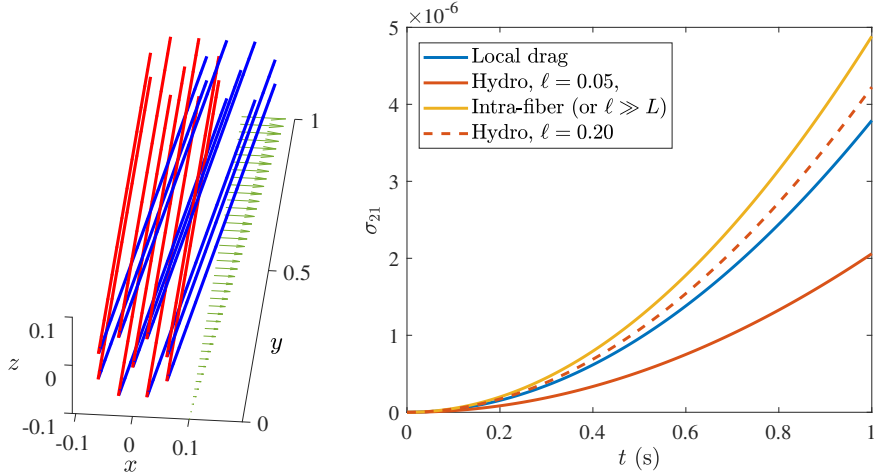 1
0.5
0
y
0.1
0
-0.1
z
-0.1
0
0.1
x
×10⁻⁶
5
4
3
2
1
0
σ₂₁
Local drag
Hydro, ℓ = 0.05,
Intra-fiber (or ℓ ≫ L)
Hydro, ℓ = 0.20
0
0.2
0.4
0.6
0.8
1
t (s)